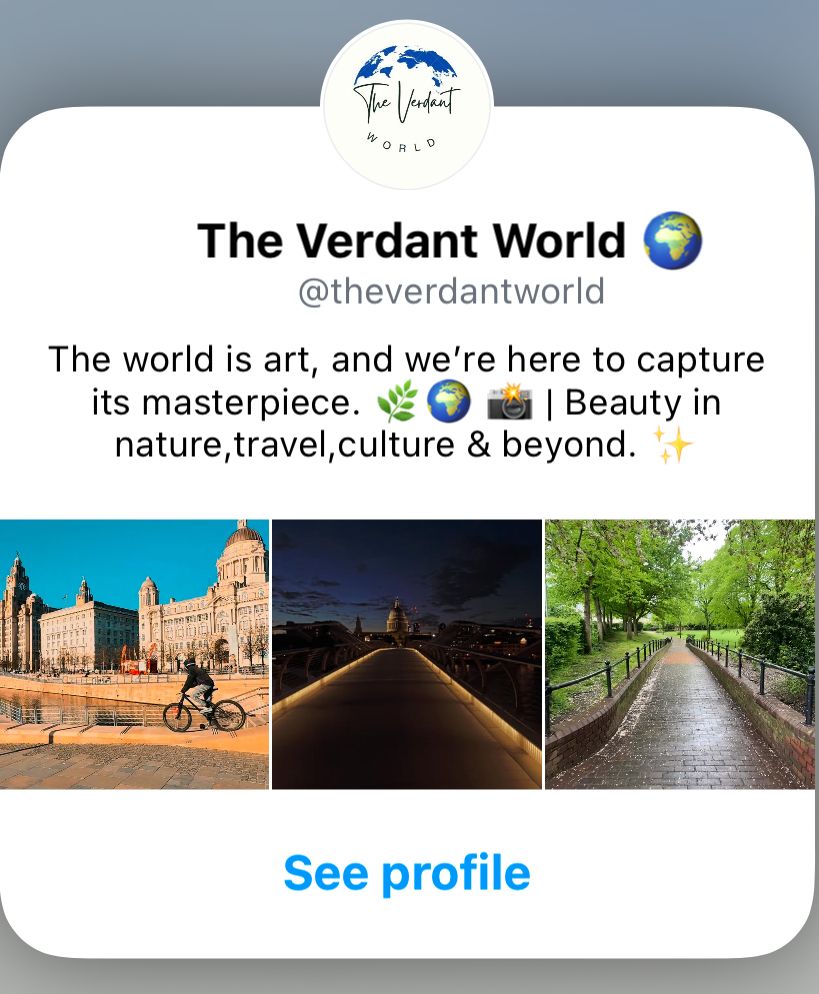 The Verdant
WORLD
The Verdant World 🌍
@theverdantworld
The world is art, and we’re here to capture
its masterpiece. 🌿🌍 📸 | Beauty in
nature,travel,culture & beyond. ✨
See profile